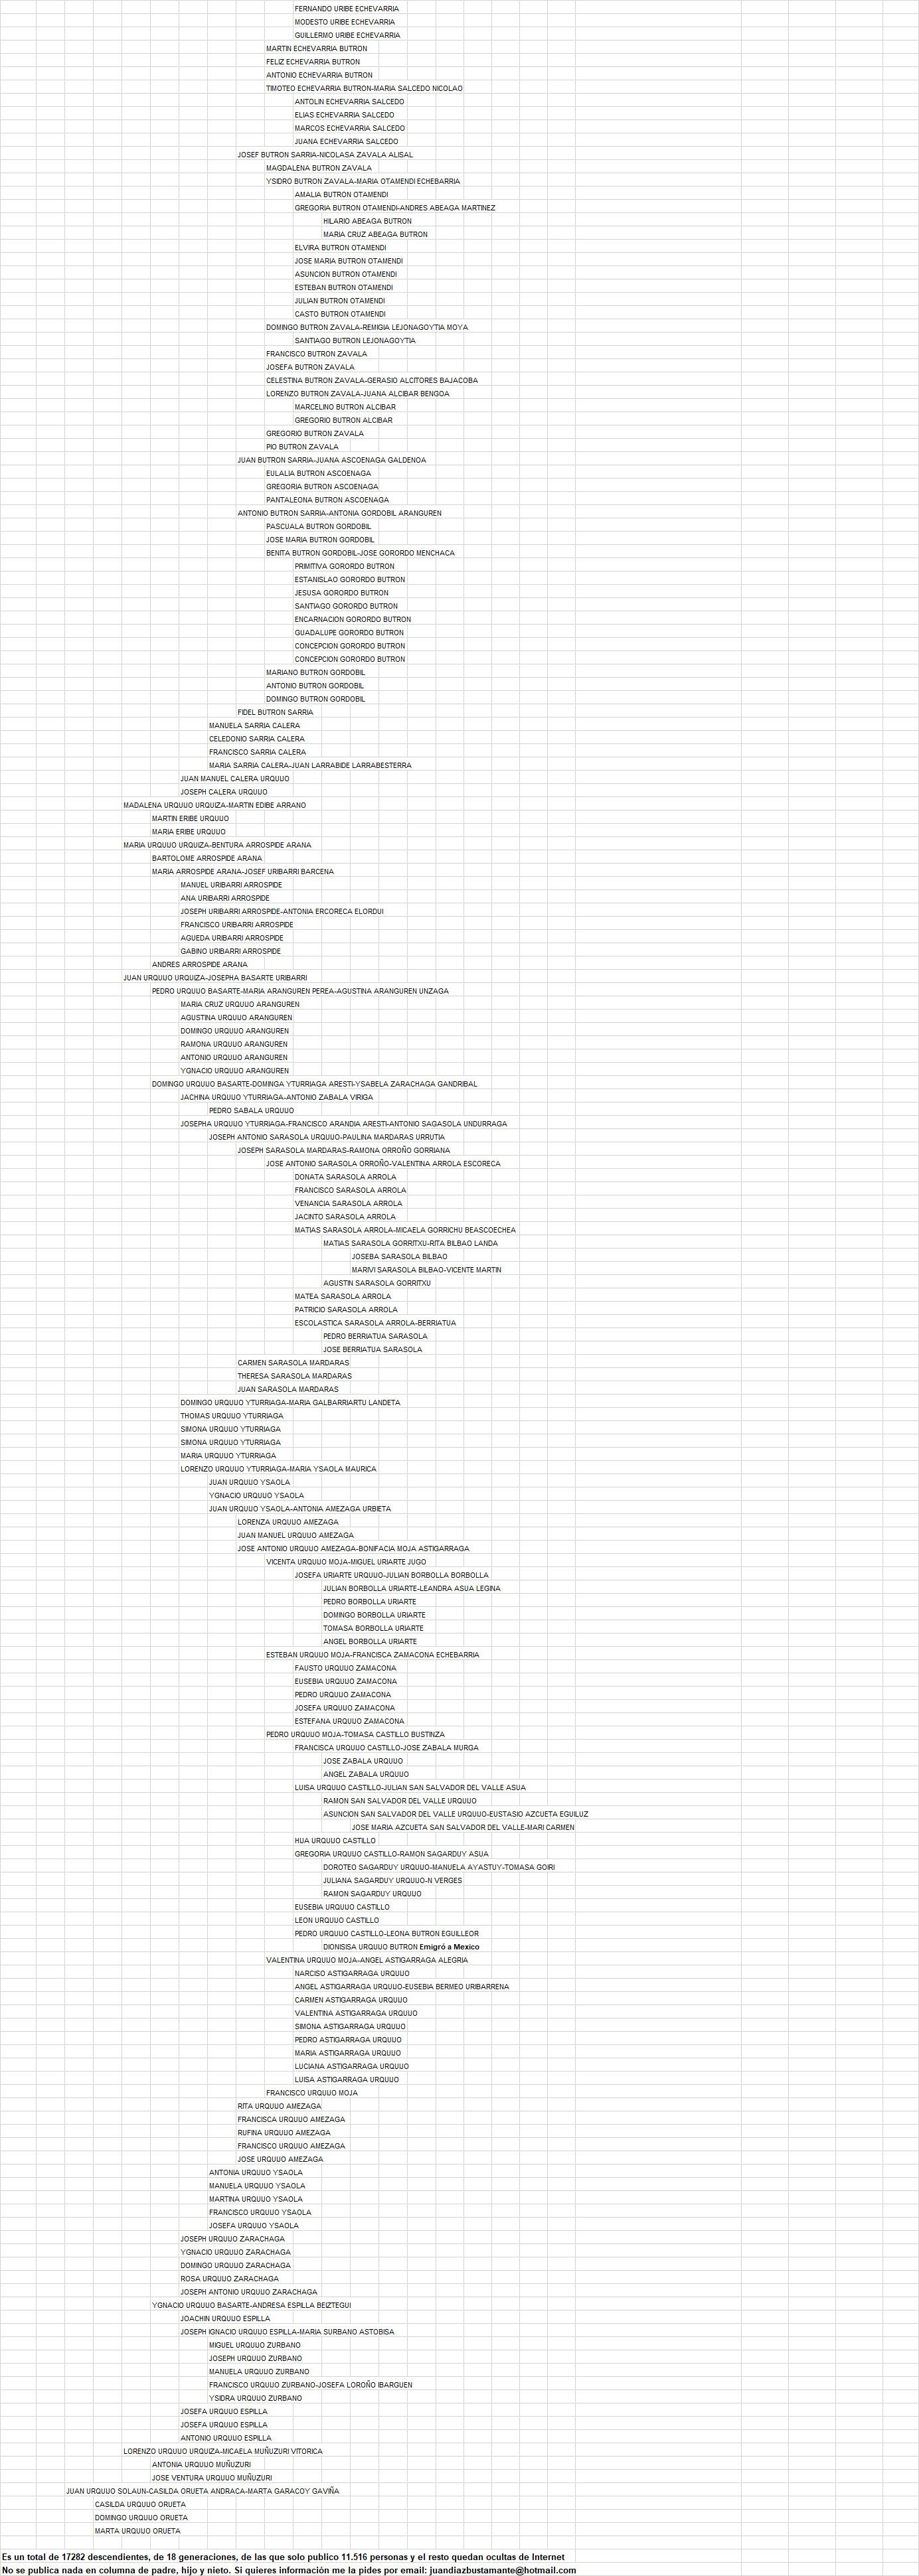 FERNANDO URIBE ECHEVARRIA
MODESTO URIBE ECHEVARRIA
GUILLERMO URIBE ECHEVARRIA
MARTIN ECHEVARRIA BUTRON
FELIZ ECHEVARRIA BUTRON
ANTONIO ECHEVARRIA BUTRON
TIMOTEO ECHEVARRIA BUTRON-MARIA SALCEDO NICOLAO
ANTOLIN ECHEVARRIA SALCEDO
ELIAS ECHEVARRIA SALCEDO
MARCOS ECHEVARRIA SALCEDO
JUANA ECHEVARRIA SALCEDO
JOSEF BUTRON SARRIA-NICOLASA ZAVALA ALISAL
MAGDALENA BUTRON ZAVALA
YSIDRO BUTRON ZAVALA-MARIA OTAMENDI ECHEBARRIA
AMALIA BUTRON OTAMENDI
GREGORIA BUTRON OTAMENDI-ANDRES ABEAGA MARTINEZ
HILARIO ABEAGA BUTRON
MARIA CRUZ ABEAGA BUTRON
ELVIRA BUTRON OTAMENDI
JOSE MARIA BUTRON OTAMENDI
ASUNCION BUTRON OTAMENDI
ESTEBAN BUTRON OTAMENDI
JULIAN BUTRON OTAMENDI
CASTO BUTRON OTAMENDI
DOMINGO BUTRON ZAVALA-REMIGIA LEJONAGOYTIA MOYA
SANTIAGO BUTRON LEJONAGOYTIA
FRANCISCO BUTRON ZAVALA
JOSEFA BUTRON ZAVALA
CELESTINA BUTRON ZAVALA-GERASIO ALCITORES BAJACOBA
LORENZO BUTRON ZAVALA-JUANA ALCIBAR BENGOA
MARCELINO BUTRON ALCIBAR
GREGORIO BUTRON ALCIBAR
GREGORIO BUTRON ZAVALA
PIO BUTRON ZAVALA
JUAN BUTRON SARRIA-JUANA ASCOENAGA GALDENOA
EULALIA BUTRON ASCOENAGA
GREGORIA BUTRON ASCOENAGA
PANTALEONA BUTRON ASCOENAGA
ANTONIO BUTRON SARRIA-ANTONIA GORDOBIL ARANGUREN
PASCUALA BUTRON GORDOBIL
JOSE MARIA BUTRON GORDOBIL
BENITA BUTRON GORDOBIL-JOSE GORORDO MENCHACA
PRIMITIVA GORORDO BUTRON
ESTANISLAO GORORDO BUTRON
JESUSA GORORDO BUTRON
SANTIAGO GORORDO BUTRON
ENCARNACION GORORDO BUTRON
GUADALUPE GORORDO BUTRON
CONCEPCION GORORDO BUTRON
CONCEPCION GORORDO BUTRON
MARIANO BUTRON GORDOBIL
ANTONIO BUTRON GORDOBIL
DOMINGO BUTRON GORDOBIL
FIDEL BUTRON SARRIA
MANUELA SARRIA CALERA
CELEDONIO SARRIA CALERA
FRANCISCO SARRIA CALERA
MARIA SARRIA CALERA-JUAN LARRABIDE LARRABESTERRA
JUAN MANUEL CALERA URQUIJO
JOSEPH CALERA URQUIJO
MADALENA URQUIJO URQUIZA-MARTIN EDIBE ARRANO
MARTIN ERIBE URQUIJO
MARIA ERIBE URQUIJO
MARIA URQUIJO URQUIZA-BENTURA ARROSPIDE ARANA
BARTOLOME ARROSPIDE ARANA
MARIA ARROSPIDE ARANA-JOSEF URIBARRI BARCENA
MANUEL URIBARRI ARROSPIDE
ANA URIBARRI ARROSPIDE
JOSEPH URIBARRI ARROSPIDE-ANTONIA ERCORECA ELORDUI
FRANCISCO URIBARRI ARROSPIDE
AGUEDA URIBARRI ARROSPIDE
GABINO URIBARRI ARROSPIDE
ANDRES ARROSPIDE ARANA
JUAN URQUIJO URQUIZA-JOSEPHA BASARTE URIBARRI
PEDRO URQUIJO BASARTE-MARIA ARANGUREN PEREA-AGUSTINA ARANGUREN UNZAGA
MARIA CRUZ URQUIJO ARANGUREN
AGUSTINA URQUIJO ARANGUREN
DOMINGO URQUIJO ARANGUREN
RAMONA URQUIJO ARANGUREN
ANTONIO URQUIJO ARANGUREN
YGNACIO URQUIJO ARANGUREN
DOMINGO URQUIJO BASARTE-DOMINGA YTURRIAGA ARESTI-YSABELA ZARACHAGA GANDRIBAL
JACHINA URQUIJO YTURRIAGA-ANTONIO ZABALA VIRIGA
PEDRO SABALA URQUIJO
JOSEPHA URQUIJO YTURRIAGA-FRANCISCO ARANDIA ARESTI-ANTONIO SAGASOLA UNDURRAGA
JOSEPH ANTONIO SARASOLA URQUIJO-PAULINA MARDARAS URRUTIA
JOSEPH SARASOLA MARDARAS-RAMONA ORROÑO GORRIANA
JOSE ANTONIO SARASOLA ORROÑO-VALENTINA ARROLA ESCORECA
DONATA SARASOLA ARROLA
FRANCISCO SARASOLA ARROLA
VENANCIA SARASOLA ARROLA
JACINTO SARASOLA ARROLA
MATIAS SARASOLA ARROLA-MICAELA GORRICHU BEASCOECHEA
MATIAS SARASOLA GORRITXU-RITA BILBAO LANDA
JOSEBA SARASOLA BILBAO
MARIVI SARASOLA BILBAO-VICENTE MARTIN
AGUSTIN SARASOLA GORRITXU
MATEA SARASOLA ARROLA
PATRICIO SARASOLA ARROLA
ESCOLASTICA SARASOLA ARROLA-BERRIATUA
PEDRO BERRIATUA SARASOLA
JOSE BERRIATUA SARASOLA
CARMEN SARASOLA MARDARAS
THERESA SARASOLA MARDARAS
JUAN SARASOLA MARDARAS
DOMINGO URQUIJO YTURRIAGA-MARIA GALBARRIARTU LANDETA
THOMAS URQUIJO YTURRIAGA
SIMONA URQUIJO YTURRIAGA
SIMONA URQUIJO YTURRIAGA
MARIA URQUIJO YTURRIAGA
LORENZO URQUIJO YTURRIAGA-MARIA YSAOLA MAURICA
JUAN URQUIJO YSAOLA
YGNACIO URQUIJO YSAOLA
JUAN URQUIJO YSAOLA-ANTONIA AMEZAGA URBIETA
LORENZA URQUIJO AMEZAGA
JUAN MANUEL URQUIJO AMEZAGA
JOSE ANTONIO URQUIJO AMEZAGA-BONIFACIA MOJA ASTIGARRAGA
VICENTA URQUIJO MOJA-MIGUEL URIARTE JUGO
JOSEFA URIARTE URQUIJO-JULIAN BORBOLLA BORBOLLA
JULIAN BORBOLLA URIARTE-LEANDRA ASUA LEGINA
PEDRO BORBOLLA URIARTE
DOMINGO BORBOLLA URIARTE
TOMASA BORBOLLA URIARTE
ANGEL BORBOLLA URIARTE
ESTEBAN URQUIJO MOJA-FRANCISCA ZAMACONA ECHEBARRIA
FAUSTO URQUIJO ZAMACONA
EUSEBIA URQUIJO ZAMACONA
PEDRO URQUIJO ZAMACONA
JOSEFA URQUIJO ZAMACONA
ESTEFANA URQUIJO ZAMACONA
PEDRO URQUIJO MOJA-TOMASA CASTILLO BUSTINZA
FRANCISCA URQUIJO CASTILLO-JOSE ZABALA MURGA
JOSE ZABALA URQUIJO
ANGEL ZABALA URQUIJO
LUISA URQUIJO CASTILLO-JULIAN SAN SALVADOR DEL VALLE ASUA
RAMON SAN SALVADOR DEL VALLE URQUIJO
ASUNCION SAN SALVADOR DEL VALLE URQUIJO-EUSTASIO AZCUETA EGUILUZ
JOSE MARIA AZCUETA SAN SALVADOR DEL VALLE-MARI CARMEN
HIJA URQUIJO CASTILLO
GREGORIA URQUIJO CASTILLO-RAMON SAGARDUY ASUA
DOROTEO SAGARDUY URQUIJO-MANUELA AYASTUY-TOMASA GOIRI
JULIANA SAGARDUY URQUIJO-N VERGES
RAMON SAGARDUY URQUIJO
EUSEBIA URQUIJO CASTILLO
LEON URQUIJO CASTILLO
PEDRO URQUIJO CASTILLO-LEONA BUTRON EGUILLEOR
DIONISISA URQUIJO BUTRON Emigró a Mexico
VALENTINA URQUIJO MOJA-ANGEL ASTIGARRAGA ALEGRIA
NARCISO ASTIGARRAGA URQUIJO
ANGEL ASTIGARRAGA URQUIJO-EUSEBIA BERMEO URIBARRENA
CARMEN ASTIGARRAGA URQUIJO
VALENTINA ASTIGARRAGA URQUIJO
SIMONA ASTIGARRAGA URQUIJO
PEDRO ASTIGARRAGA URQUIJO
MARIA ASTIGARRAGA URQUIJO
LUCIANA ASTIGARRAGA URQUIJO
LUISA ASTIGARRAGA URQUIJO
FRANCISCO URQUIJO MOJA
RITA URQUIJO AMEZAGA
FRANCISCA URQUIJO AMEZAGA
RUFINA URQUIJO AMEZAGA
FRANCISCO URQUIJO AMEZAGA
JOSE URQUIJO AMEZAGA
ANTONIA URQUIJO YSAOLA
MANUELA URQUIJO YSAOLA
MARTINA URQUIJO YSAOLA
FRANCISCO URQUIJO YSAOLA
JOSEFA URQUIJO YSAOLA
JOSEPH URQUIJO ZARACHAGA
YGNACIO URQUIJO ZARACHAGA
DOMINGO URQUIJO ZARACHAGA
ROSA URQUIJO ZARACHAGA
JOSEPH ANTONIO URQUIJO ZARACHAGA
YGNACIO URQUIJO BASARTE-ANDRESA ESPILLA BEIZTEGUI
JOACHIN URQUIJO ESPILLA
JOSEPH IGNACIO URQUIJO ESPILLA-MARIA SURBANO ASTOBISA
MIGUEL URQUIJO ZURBANO
JOSEPH URQUIJO ZURBANO
MANUELA URQUIJO ZURBANO
FRANCISCO URQUIJO ZURBANO-JOSEFA LOROÑO IBARGUEN
YSIDRA URQUIJO ZURBANO
JOSEFA URQUIJO ESPILLA
JOSEFA URQUIJO ESPILLA
ANTONIO URQUIJO ESPILLA
LORENZO URQUIJO URQUIZA-MICAELA MUÑUZURI VITORICA
ANTONIA URQUIJO MUÑUZURI
JOSE VENTURA URQUIJO MUÑUZURI
JUAN URQUIJO SOLAUN-CASILDA ORUETA ANDRACA-MARTA GARACOY GAVIÑA
CASILDA URQUIJO ORUETA
DOMINGO URQUIJO ORUETA
MARTA URQUIJO ORUETA
Es un total de 17282 descendientes, de 18 generaciones, de las que solo publico 11.516 personas y el resto quedan ocultas de Internet
No se publica nada en columna de padre, hijo y nieto. Si quieres información me la pides por email: juandiazbustamante@hotmail.com